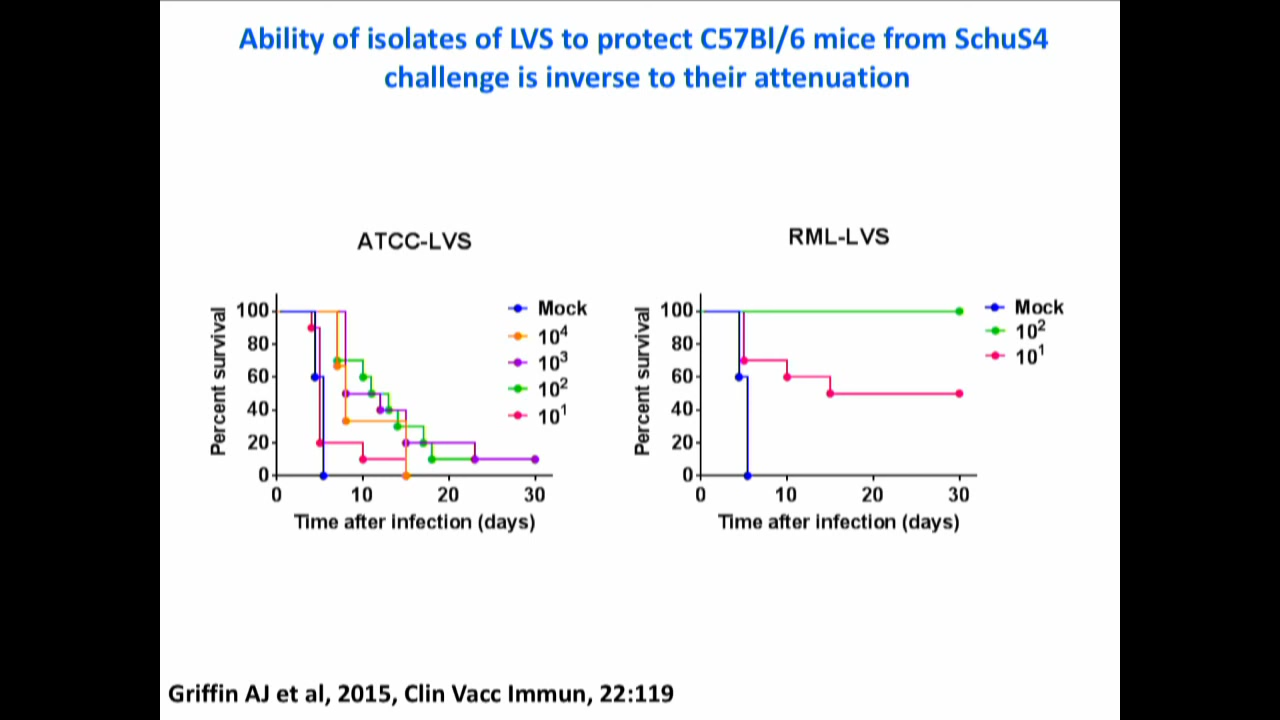 Ability of isolates of LVS to protect C57Bl/6 mice from SchuS4
challenge is inverse to their attenuation
ATCC-LVS
Percent survival
100
80
60
40
20
0
0 10 20 30
Time after infection (days)
Mock
10⁴
10³
10²
10¹
RML-LVS
Percent survival
100
80
60
40
20
0
0 10 20 30
Time after infection (days)
Mock
10²
10¹
Griffin AJ et al, 2015, Clin Vacc Immun, 22:119